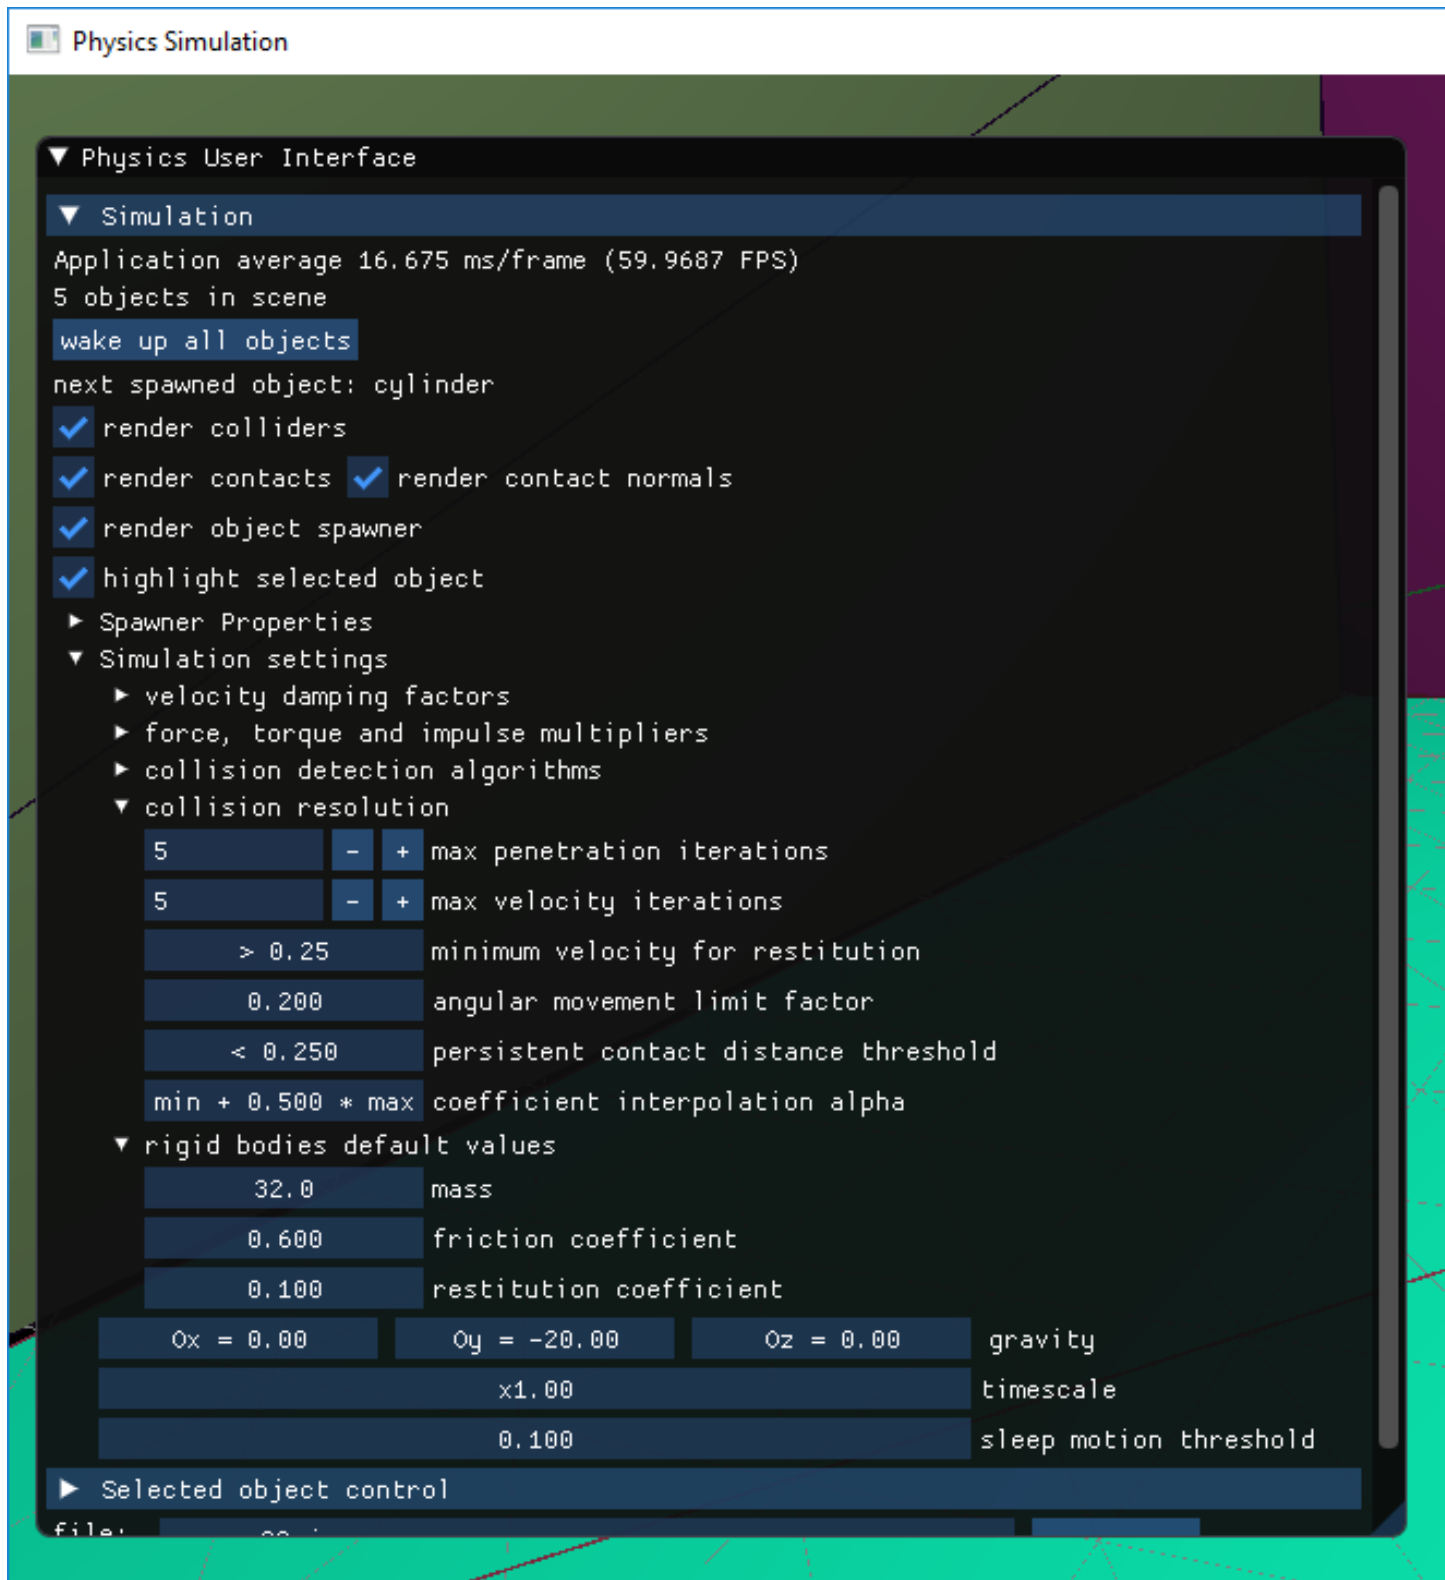 Physics Simulation
Physics User Interface
Simulation
Application average 16.675 ms/frame (59.9687 FPS)
5 objects in scene
wake up all objects
next spawned object: cylinder
render colliders
render contacts render contact normals
render object spawner
highlight selected object
Spawner Properties
Simulation settings
velocity damping factors
force, torque and impulse multipliers
collision detection algorithms
collision resolution
5 - + max penetration iterations
5 - + max velocity iterations
> 0.25 minimum velocity for restitution
0.200 angular movement limit factor
< 0.250 persistent contact distance threshold
min + 0.500 * max coefficient interpolation alpha
rigid bodies default values
32.0 mass
0.600 friction coefficient
0.100 restitution coefficient
Ox = 0.00 Oy = -20.00 Oz = 0.00 gravity
x1.00 timescale
0.100 sleep motion threshold
Selected object control
file: